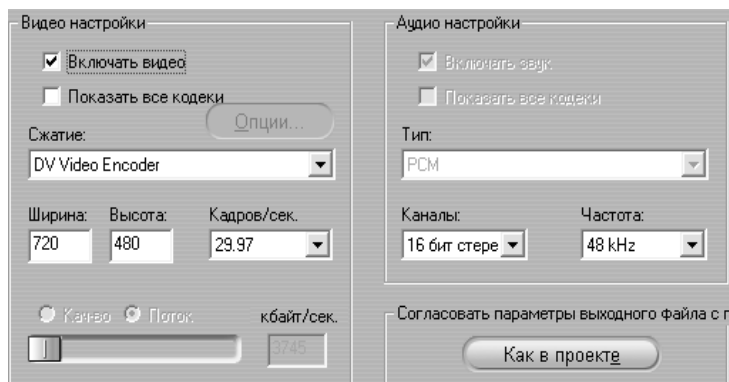 Видео настройки
Включать видео
Показать все кодеки
Опции...
Сжатие:
DV Video Encoder
Ширина: Высота: Кадров/сек.
720 480 29.97
Кач-во Поток кбайт/сек.
3745
Аудио настройки
Включать звук
Показать все кодеки
Тип:
PCM
Каналы: Частота:
16 бит стере 48 kHz
Согласовать параметры выходного файла с п
Как в проекте